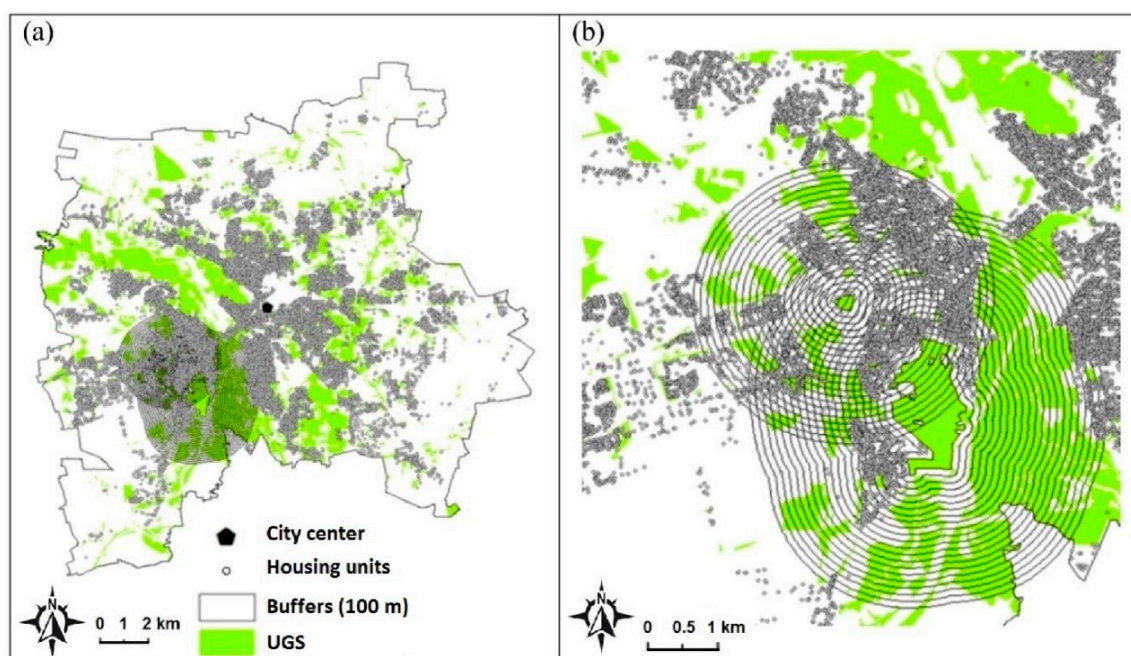 (a)
(b)
City center
Housing units
Buffers (100 m)
UGS
N
0 1 2 km
N
0 0.5 1 km